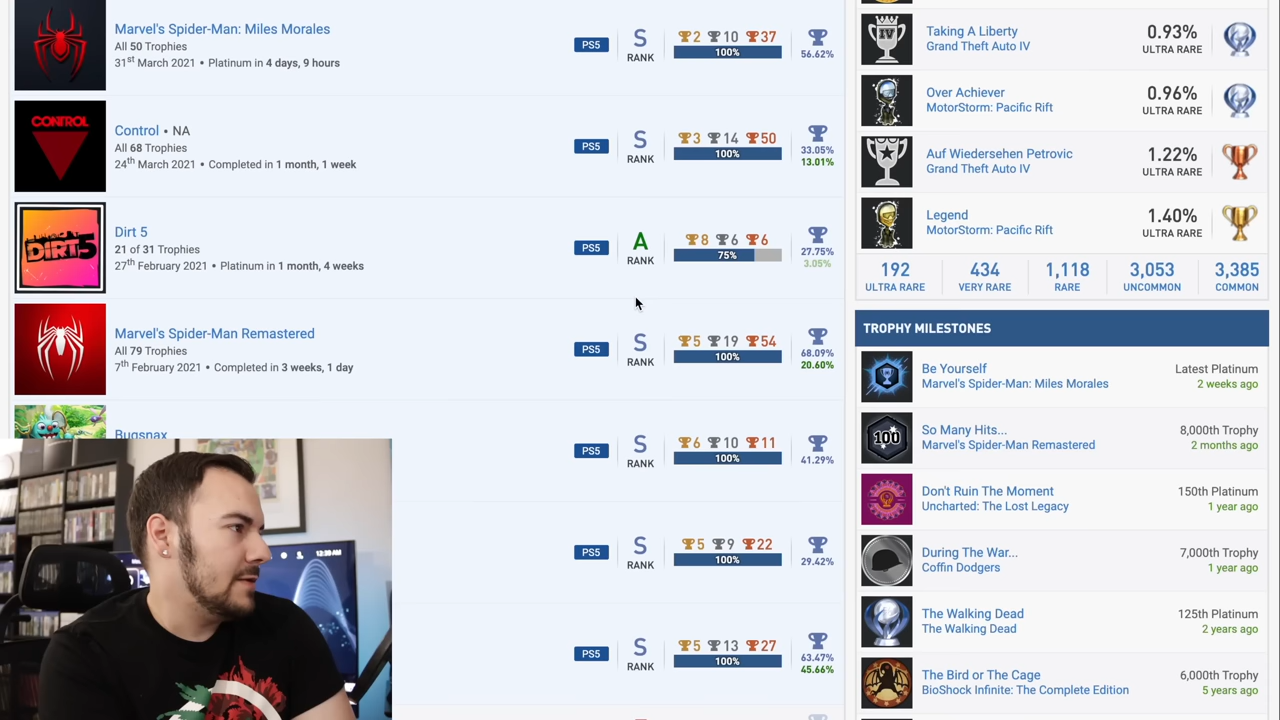 Marvel's Spider-Man: Miles Morales
All 50 Trophies
31st March 2021 • Platinum in 4 days, 9 hours
PS5
S
RANK
2 10 37
100%
56.62%
CONTROL
Control • NA
All 68 Trophies
24th March 2021 • Completed in 1 month, 1 week
PS5
S
RANK
3 14 50
100%
33.05%
13.01%
DIRT5
Dirt 5
21 of 31 Trophies
27th February 2021 • Platinum in 1 month, 4 weeks
PS5
A
RANK
8 6 6
75%
27.75%
3.05%
Marvel's Spider-Man Remastered
All 79 Trophies
7th February 2021 • Completed in 3 weeks, 1 day
PS5
S
RANK
5 19 54
100%
68.09%
20.60%
Bugsnax
PS5
S
RANK
6 10 11
100%
41.29%
PS5
S
RANK
5 9 22
100%
29.42%
PS5
S
RANK
5 13 27
100%
63.47%
45.66%
IV
Taking A Liberty
Grand Theft Auto IV
0.93%
ULTRA RARE
Over Achiever
MotorStorm: Pacific Rift
0.96%
ULTRA RARE
Auf Wiedersehen Petrovic
Grand Theft Auto IV
1.22%
ULTRA RARE
Legend
MotorStorm: Pacific Rift
1.40%
ULTRA RARE
192 434 1,118 3,053 3,385
ULTRA RARE VERY RARE RARE UNCOMMON COMMON
TROPHY MILESTONES
Be Yourself
Marvel's Spider-Man: Miles Morales
Latest Platinum
2 weeks ago
100
So Many Hits...
Marvel's Spider-Man Remastered
8,000th Trophy
2 months ago
Don't Ruin The Moment
Uncharted: The Lost Legacy
150th Platinum
1 year ago
During The War...
Coffin Dodgers
7,000th Trophy
1 year ago
The Walking Dead
The Walking Dead
125th Platinum
2 years ago
The Bird or The Cage
BioShock Infinite: The Complete Edition
6,000th Trophy
5 years ago